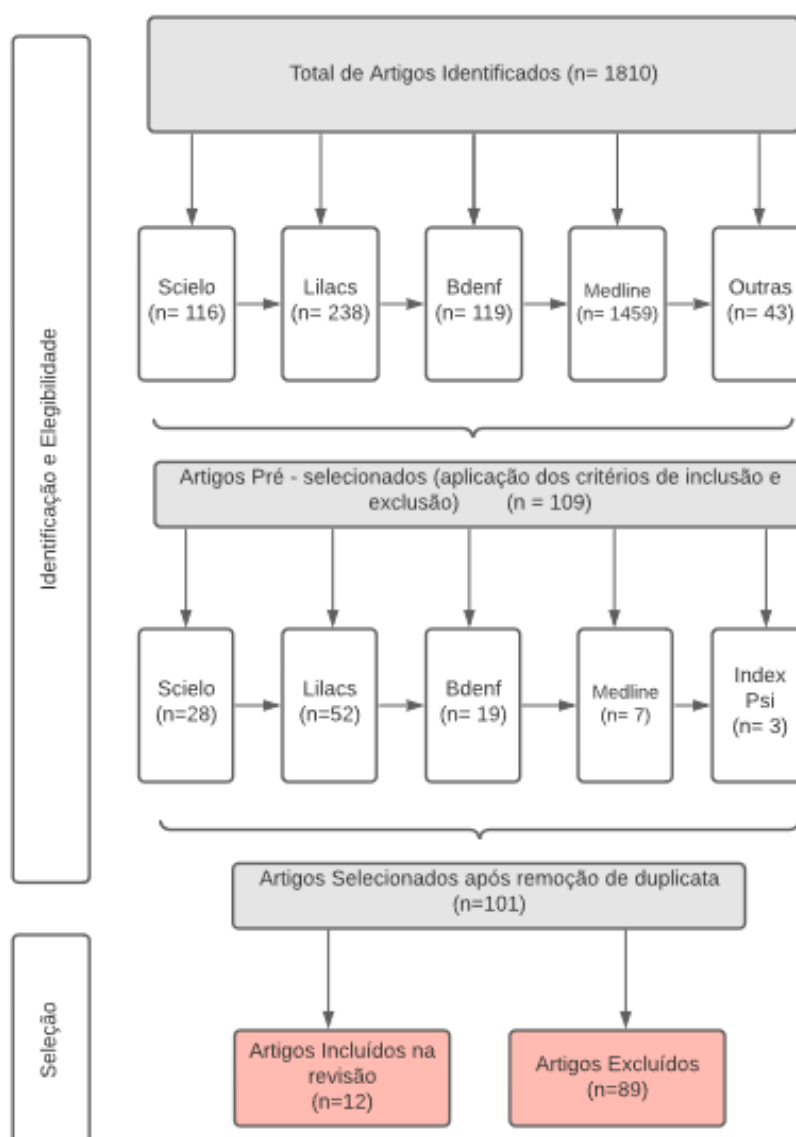 Identificação e Elegibilidade
Total de Artigos Identificados (n= 1810)
Scielo
(n= 116)
Lilacs
(n= 238)
Bdenf
(n= 119)
Medline
(n= 1459)
Outras
(n= 43)
Artigos Pré - selecionados (aplicação dos critérios de inclusão e
exclusão) (n = 109)
Scielo
(n=28)
Lilacs
(n=52)
Bdenf
(n= 19)
Medline
(n= 7)
Index
Psi
(n= 3)
Artigos Selecionados após remoção de duplicata
(n=101)
Seleção
Artigos Incluídos na
revisão
(n=12)
Artigos Excluídos
(n=89)